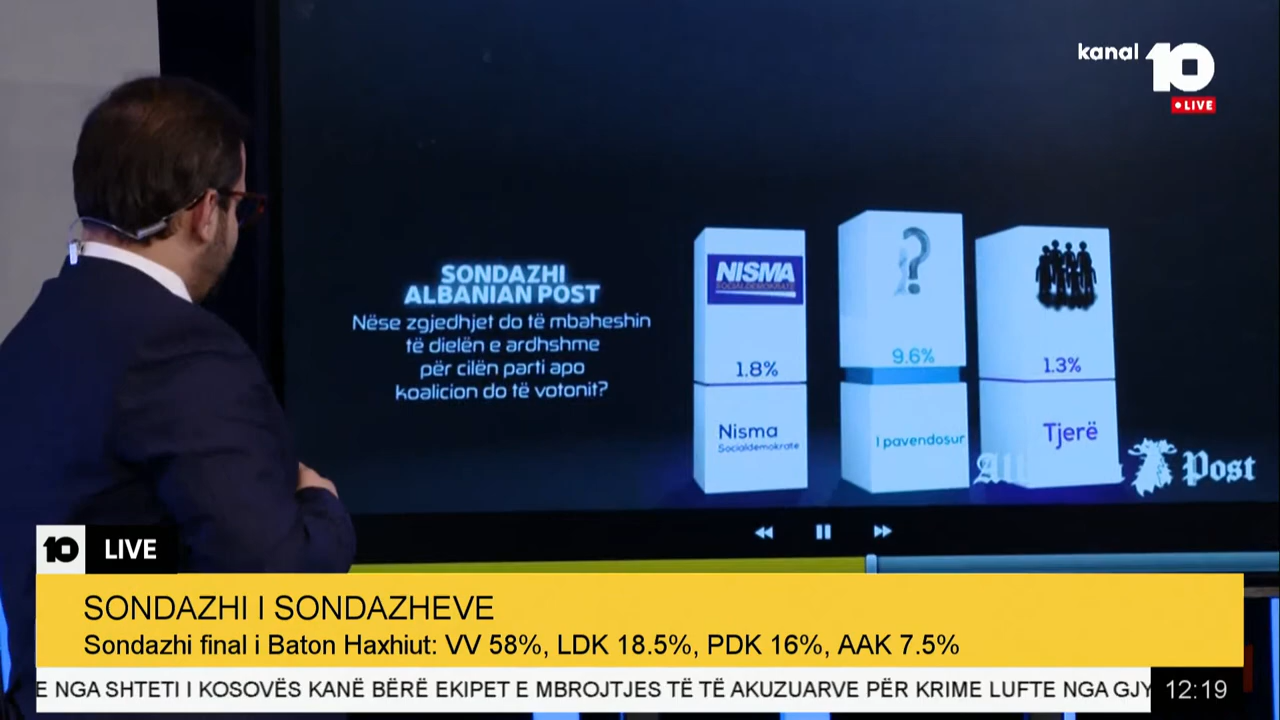 kanal 10
LIVE
SONDAZHI
ALBANIAN POST
Nëse zgjedhjet do të mbaheshin
të dielën e ardhshme
për cilën parti apo
koalicion do të votonit?
NISMA
SOCIALDEMOKRATE
?
1.8%
9.6%
1.3%
Nisma
Socialdemokrate
I pavendosur
Tjerë
Post
10 LIVE
SONDAZHI I SONDAZHEVE
Sondazhi final i Baton Haxhiut: VV 58%, LDK 18.5%, PDK 16%, AAK 7.5%
E NGA SHTETI I KOSOVËS KANË BËRË EKIPET E MBROJTJES TË TË AKUZUARVE PËR KRIME LUFTE NGA GJY
12:19